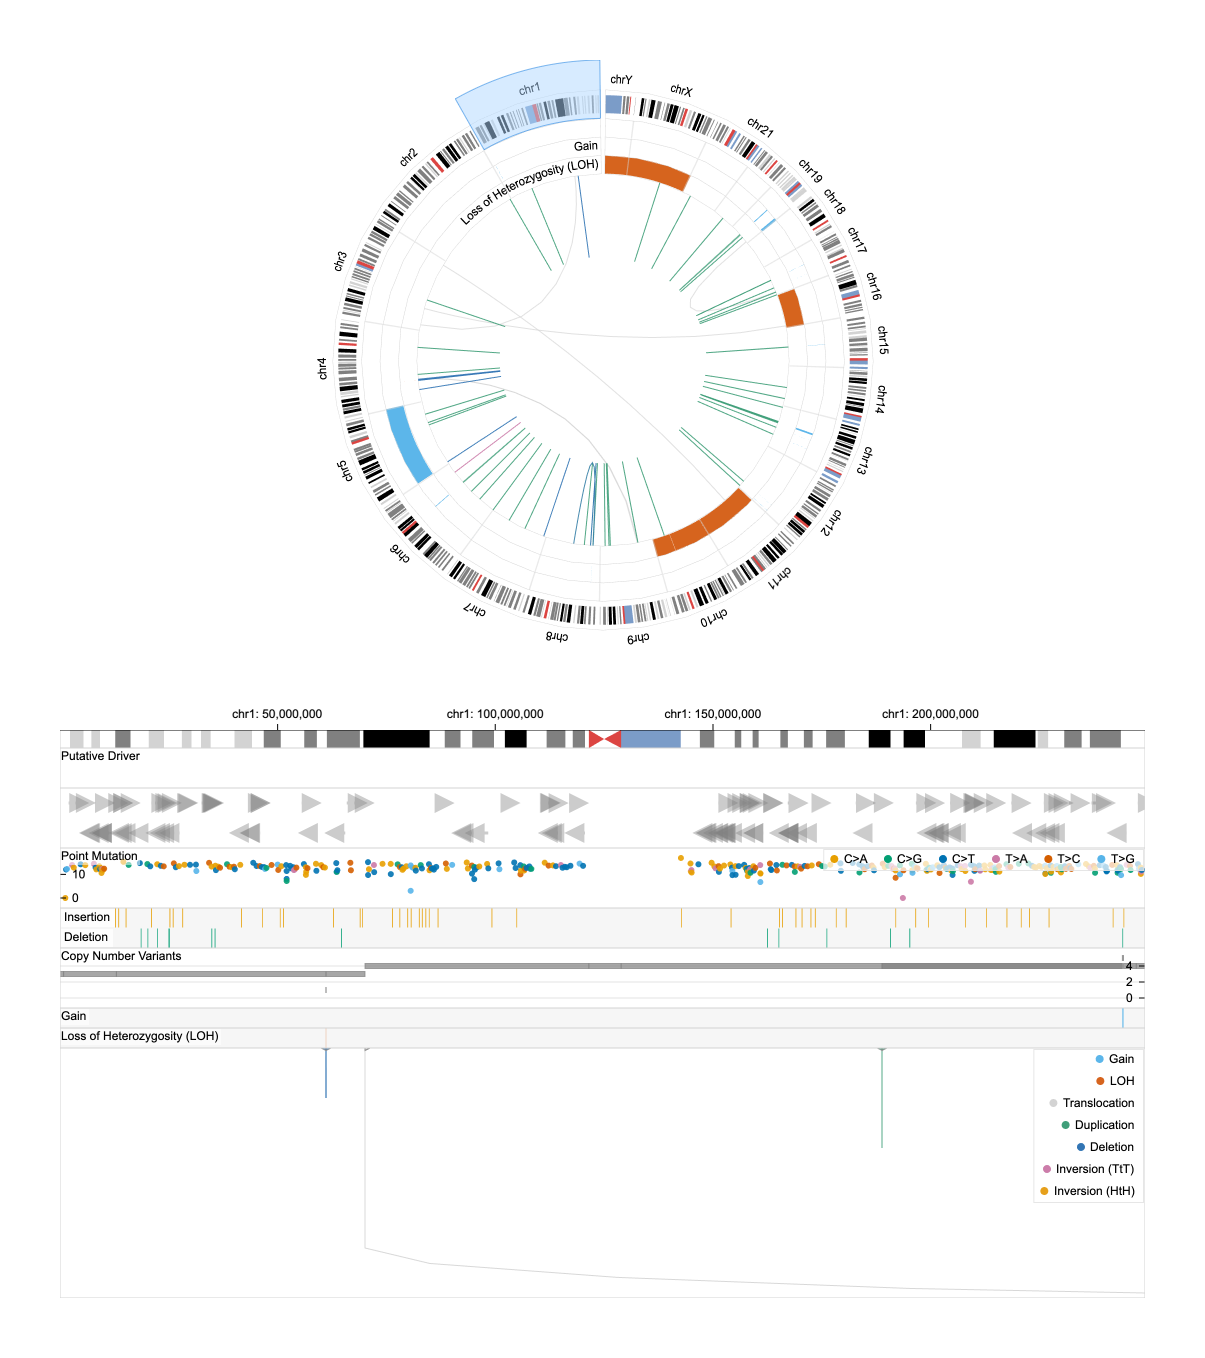 chr1
chrY
chrX
chr21
chr19
chr18
chr17
chr16
chr15
chr14
chr13
chr12
chr11
chr10
chr9
chr8
chr7
chr6
chr5
chr4
chr3
chr2
Gain
Loss of Heterozygosity (LOH)
chr1: 50,000,000 chr1: 100,000,000 chr1: 150,000,000 chr1: 200,000,000
Putative Driver
Point Mutation
C>A C>G C>T T>A T>C T>G
10
0
Insertion
Deletion
Copy Number Variants
4
2
0
Gain
Loss of Heterozygosity (LOH)
Gain
LOH
Translocation
Duplication
Deletion
Inversion (TtT)
Inversion (HtH)